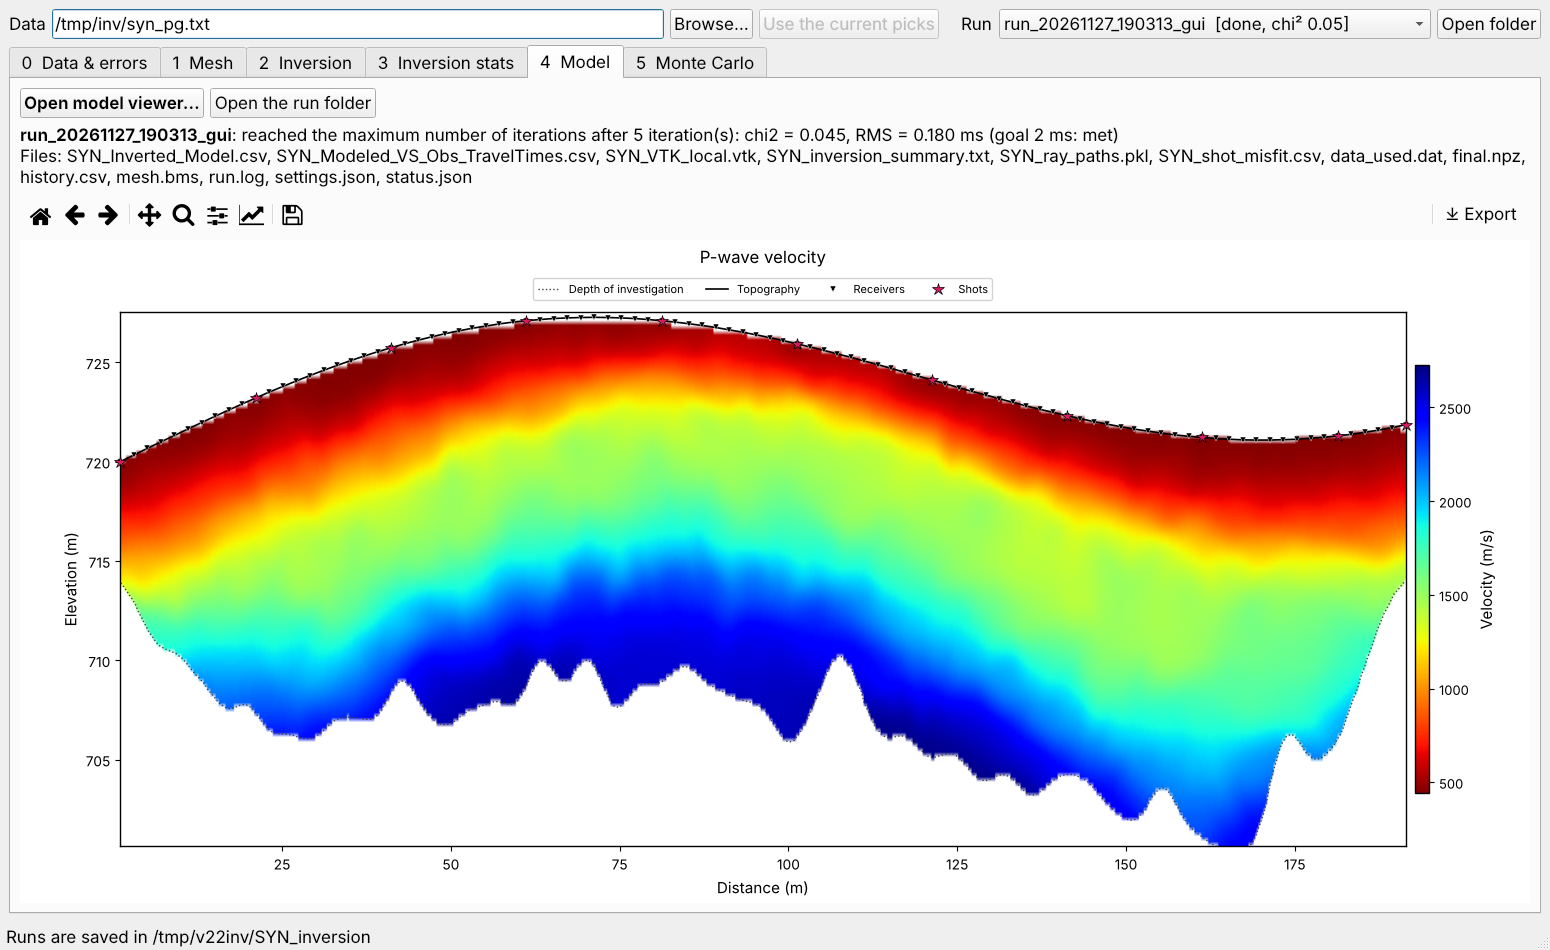 Data /tmp/inv/syn_pg.txt Browse... Use the current picks Run run_20261127_190313_gui [done, chi² 0.05] Open folder
0 Data & errors 1 Mesh 2 Inversion 3 Inversion stats 4 Model 5 Monte Carlo
Open model viewer... Open the run folder
run_20261127_190313_gui: reached the maximum number of iterations after 5 iteration(s): chi2 = 0.045, RMS = 0.180 ms (goal 2 ms: met)
Files: SYN_Inverted_Model.csv, SYN_Modeled_VS_Obs_TravelTimes.csv, SYN_VTK_local.vtk, SYN_inversion_summary.txt, SYN_ray_paths.pkl, SYN_shot_misfit.csv, data_used.dat, final.npz,
history.csv, mesh.bms, run.log, settings.json, status.json
Export
P-wave velocity
Depth of investigation Topography Receivers Shots
725
720
715
710
705
Elevation (m)
25 50 75 100 125 150 175
Distance (m)
2500
2000
1500
1000
500
Velocity (m/s)
Runs are saved in /tmp/v22inv/SYN_inversion